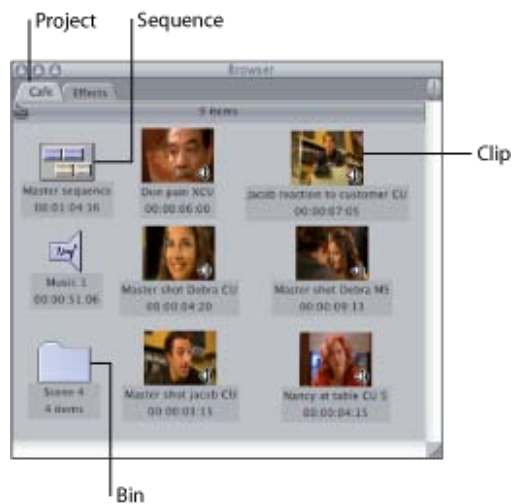 Project
Sequence
Browser
Cafe
Effects
9 items
Clip
Master sequence
00:01:04:16
Don pain XCU
00:00:06:00
Jacob reaction to customer CU
00:00:07:05
Music 1
00:00:51:06
Master shot Debra CU
00:00:04:20
Master shot Debra MS
00:00:09:13
Scene 4
4 items
Master shot Jacob CU
00:00:03:15
Nancy at table CU S
00:00:04:15
Bin